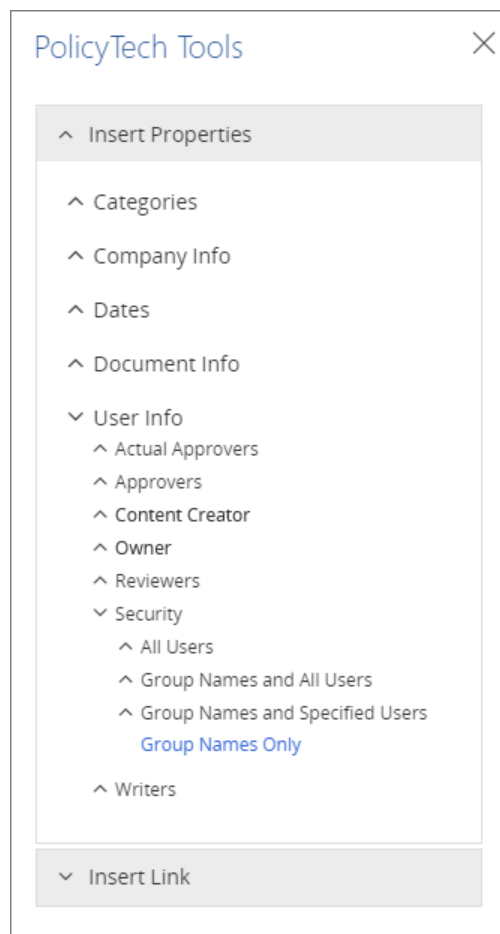 PolicyTech Tools
Insert Properties
Categories
Company Info
Dates
Document Info
User Info
Actual Approvers
Approvers
Content Creator
Owner
Reviewers
Security
All Users
Group Names and All Users
Group Names and Specified Users
Group Names Only
Writers
Insert Link